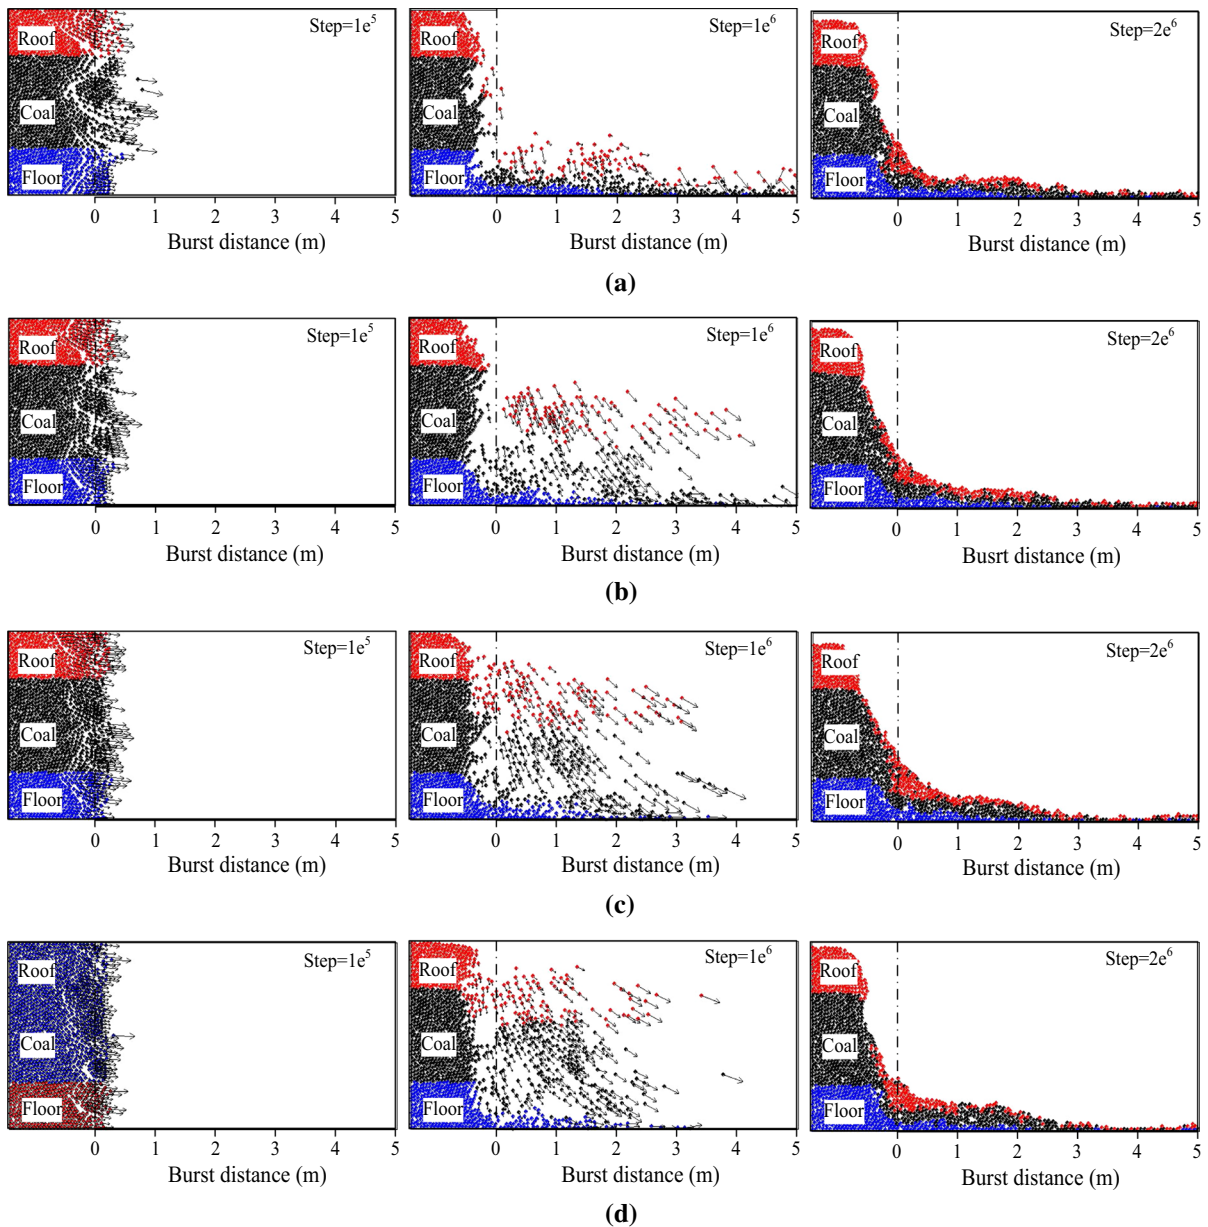 Roof
Coal
Floor
Step=1e⁵
0 1 2 3 4 5
Burst distance (m)
Roof
Coal
Floor
Step=1e⁶
0 1 2 3 4 5
Burst distance (m)
Roof
Coal
Floor
Step=2e⁶
0 1 2 3 4 5
Burst distance (m)
(a)
Roof
Coal
Floor
Step=1e⁵
0 1 2 3 4 5
Burst distance (m)
Roof
Coal
Floor
Step=1e⁶
0 1 2 3 4 5
Burst distance (m)
Roof
Coal
Floor
Step=2e⁶
0 1 2 3 4 5
Busrt distance (m)
(b)
Roof
Coal
Floor
Step=1e⁵
0 1 2 3 4 5
Burst distance (m)
Roof
Coal
Floor
Step=1e⁶
0 1 2 3 4 5
Burst distance (m)
Roof
Coal
Floor
Step=2e⁶
0 1 2 3 4 5
Burst distance (m)
(c)
Roof
Coal
Floor
Step=1e⁵
0 1 2 3 4 5
Burst distance (m)
Roof
Coal
Floor
Step=1e⁶
0 1 2 3 4 5
Burst distance (m)
Roof
Coal
Floor
Step=2e⁶
0 1 2 3 4 5
Burst distance (m)
(d)